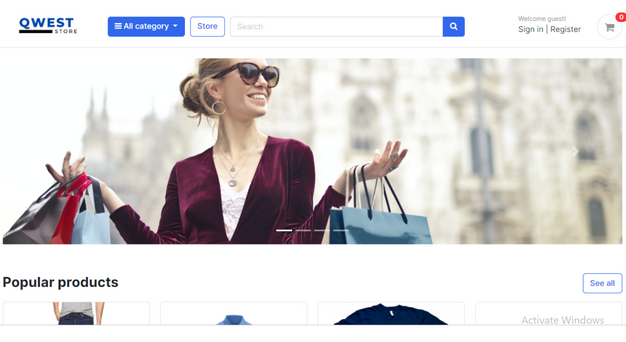 QWEST
STORE
All category
Store
Search
Welcome guest!
Sign in | Register
0
Popular products
See all
Activate Windows